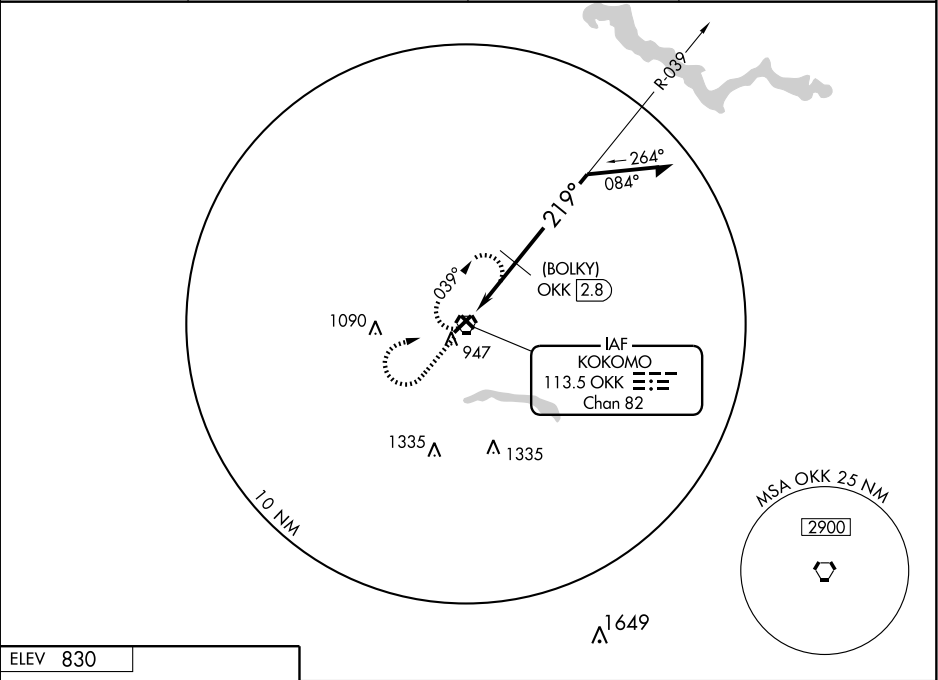 R-039
264°
084°
219°
039°
(BOLKY)
OKK 2.8
1090
947
IAF
KOKOMO
113.5 OKK
Chan 82
1335
1335
10 NM
MSA OKK 25 NM
2900
1649
ELEV 830